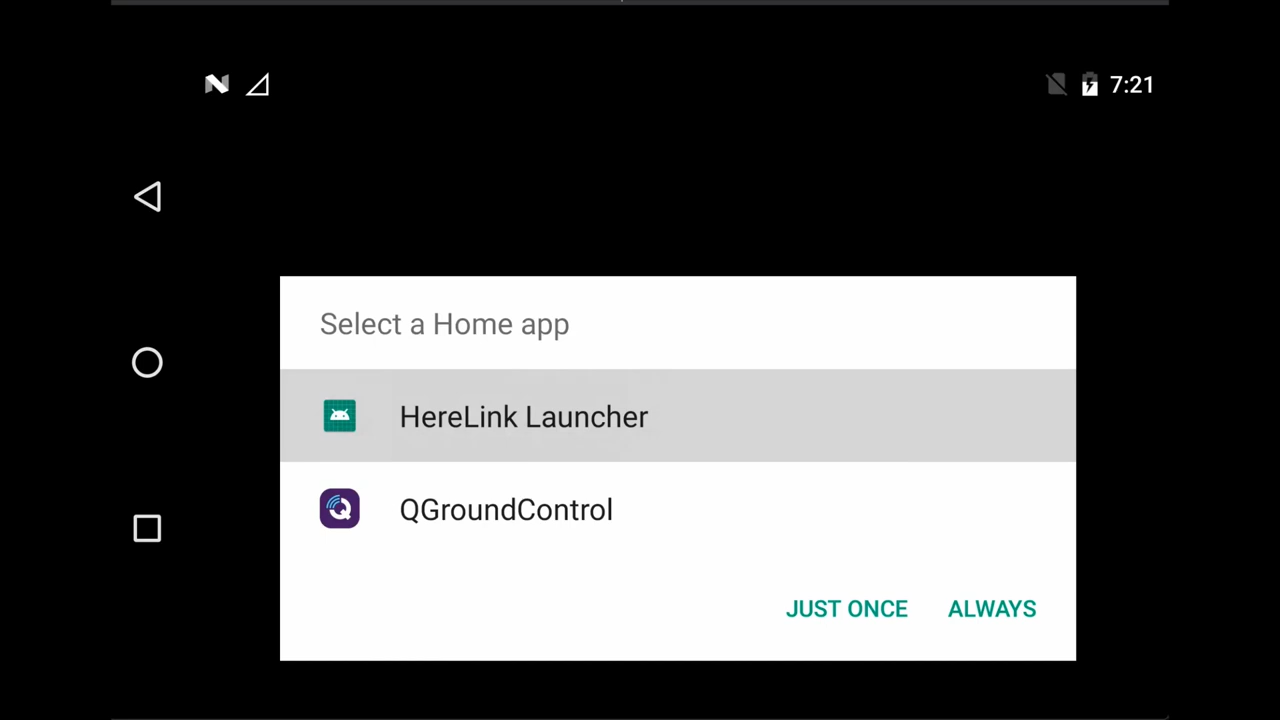 7:21
Select a Home app
HereLink Launcher
QGroundControl
JUST ONCE ALWAYS